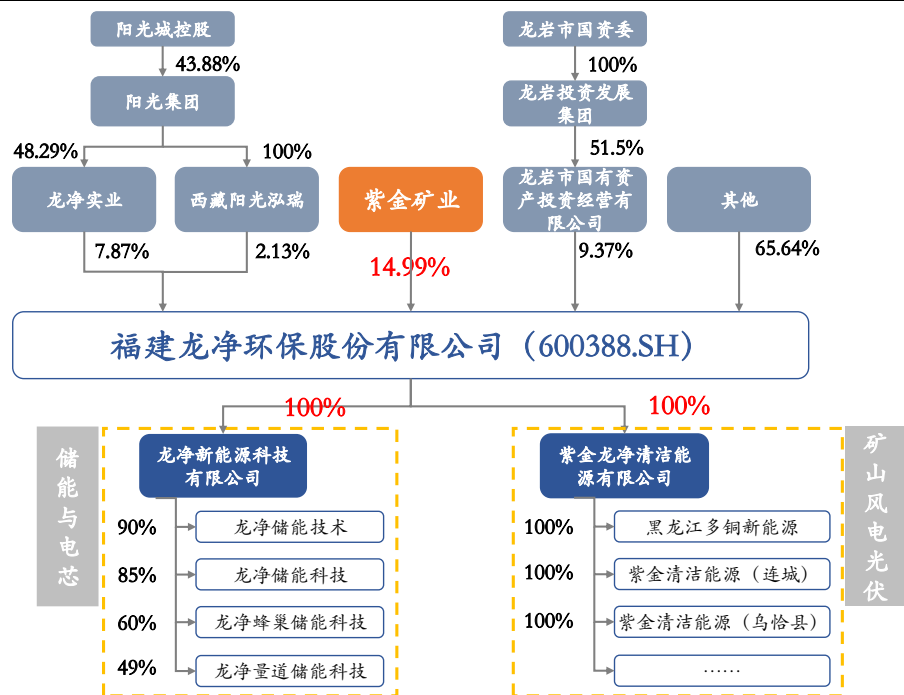 阳光城控股
龙岩市国资委
43.88%
100%
阳光集团
龙岩投资发展
集团
48.29%
100%
51.5%
龙净实业
西藏阳光泓瑞
紫金矿业
龙岩市国有资
产投资经营有
限公司
其他
7.87%
2.13%
14.99%
9.37%
65.64%
福建龙净环保股份有限公司（600388.SH）
100%
100%
储能与电芯
龙净新能源科技
有限公司
90%
龙净储能技术
85%
龙净储能科技
60%
龙净蜂巢储能科技
49%
龙净量道储能科技
紫金龙净清洁能
源有限公司
100%
黑龙江多铜新能源
100%
紫金清洁能源（连城）
100%
紫金清洁能源（乌恰县）
……
矿山风电光伏